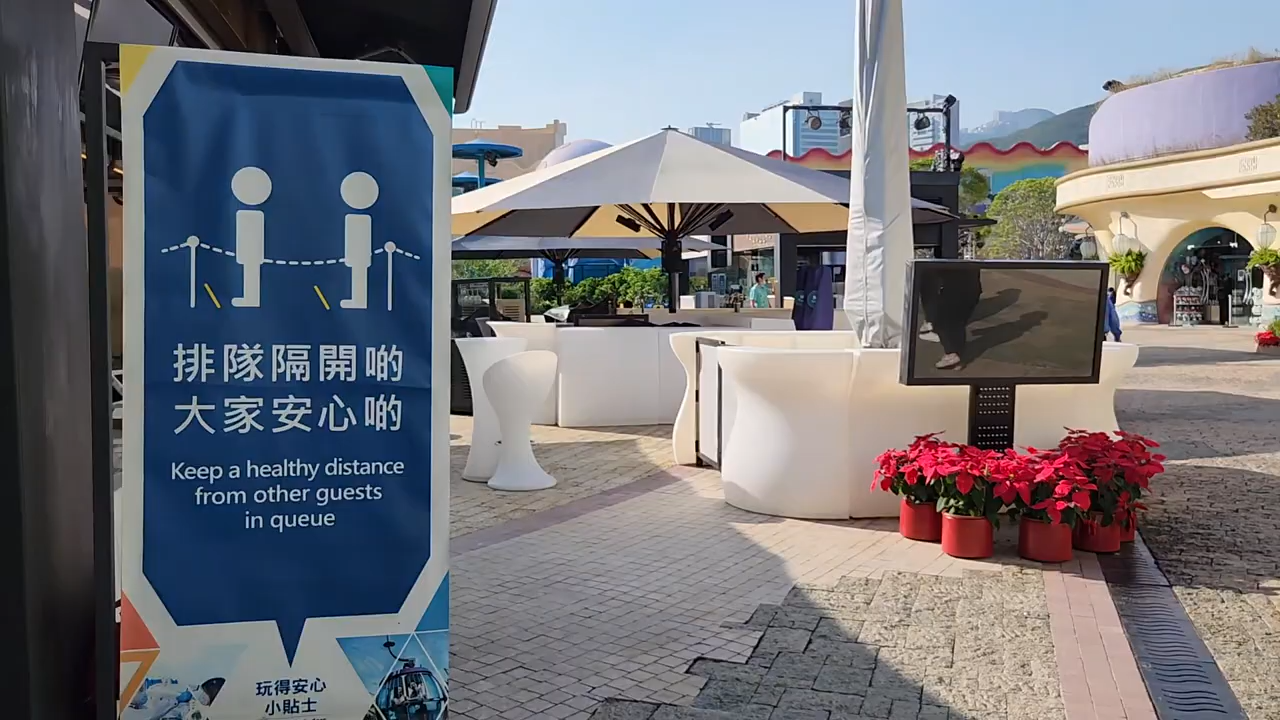 排隊隔開啲
大家安心啲
Keep a healthy distance
from other guests
in queue
玩得安心
小貼士